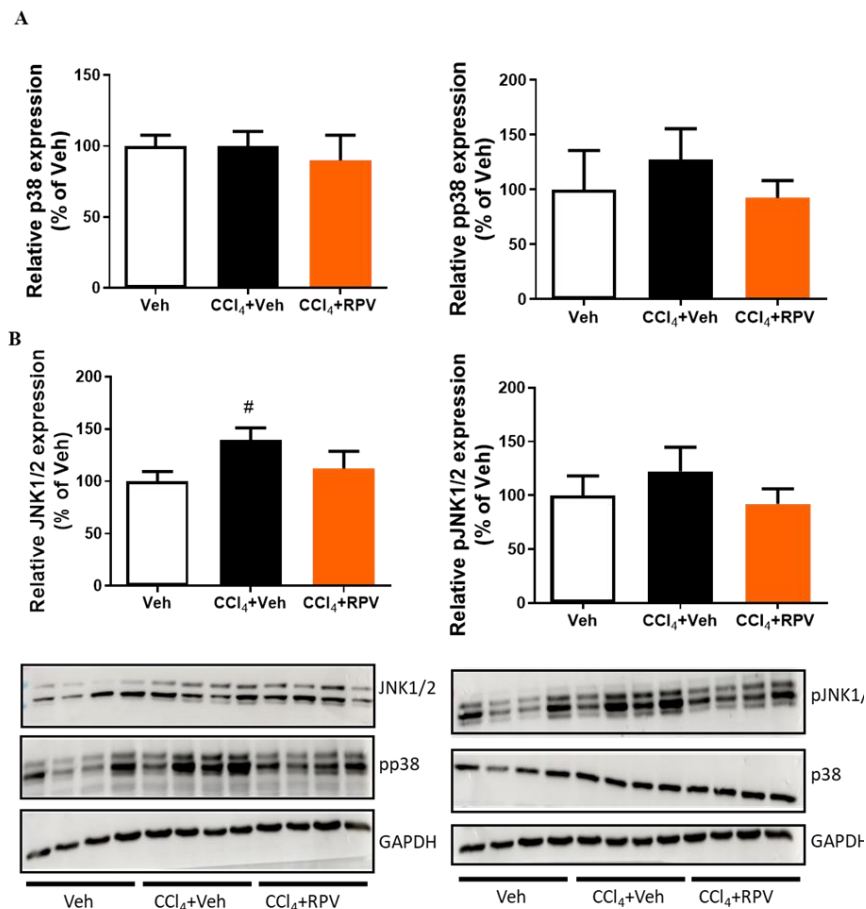 A
Relative p38 expression
(% of Veh)
150
100
50
0
Veh
CCl₄+Veh
CCl₄+RPV
Relative pp38 expression
(% of Veh)
200
150
100
50
0
Veh
CCl₄+Veh
CCl₄+RPV
B
Relative JNK1/2 expression
(% of Veh)
200
150
100
50
0
#
Veh
CCl₄+Veh
CCl₄+RPV
Relative pJNK1/2 expression
(% of Veh)
200
150
100
50
0
Veh
CCl₄+Veh
CCl₄+RPV
JNK1/2
pp38
GAPDH
Veh
CCl₄+Veh
CCl₄+RPV
pJNK1/
p38
GAPDH
Veh
CCl₄+Veh
CCl₄+RPV